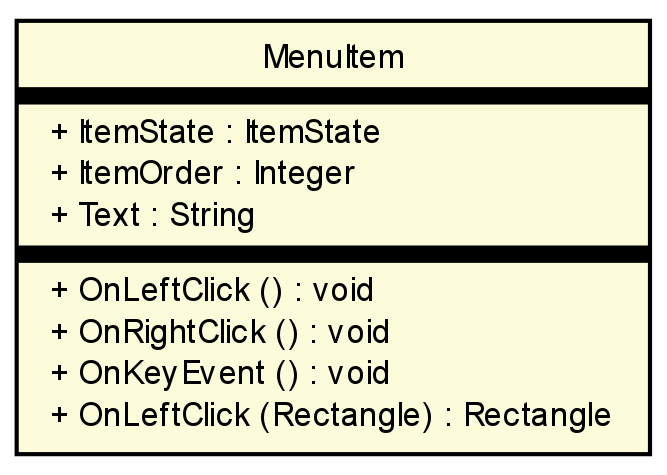 MenuItem
+ ItemState : ItemState
+ ItemOrder : Integer
+ Text : String
+ OnLeftClick () : void
+ OnRightClick () : void
+ OnKeyEvent () : void
+ OnLeftClick (Rectangle) : Rectangle